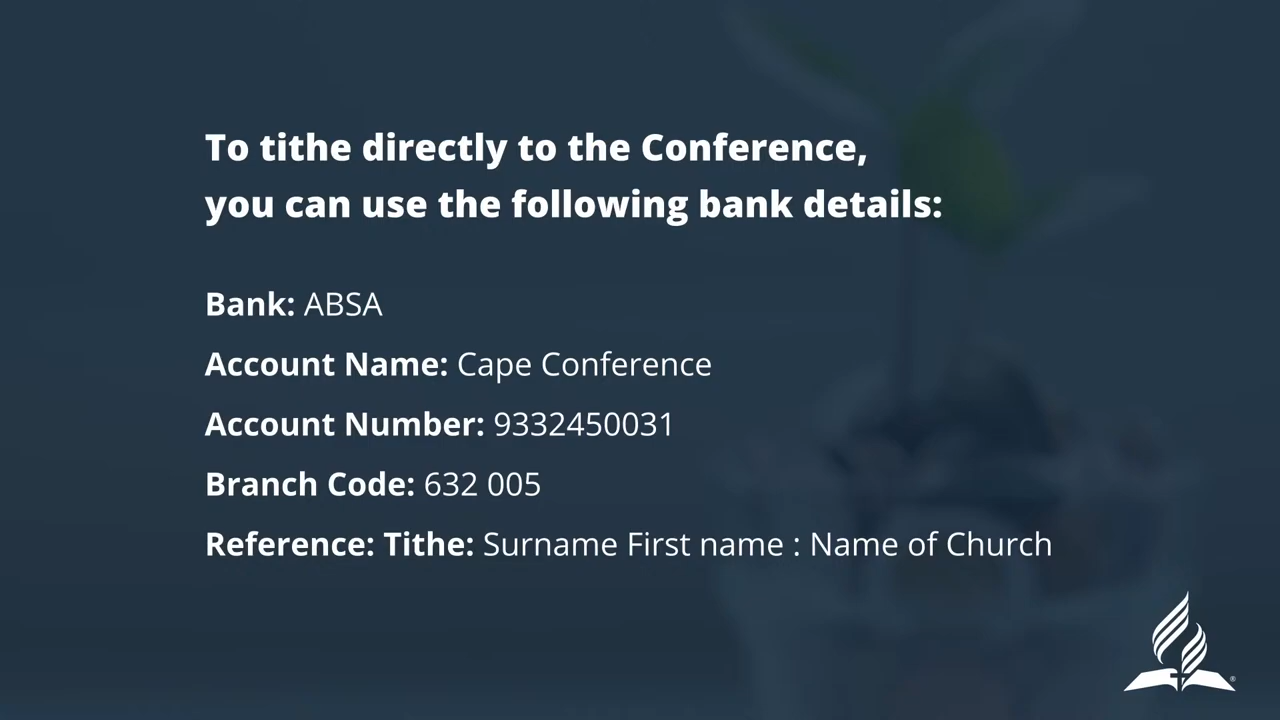 To tithe directly to the Conference,
you can use the following bank details:
Bank: ABSA
Account Name: Cape Conference
Account Number: 9332450031
Branch Code: 632 005
Reference: Tithe: Surname First name : Name of Church
®